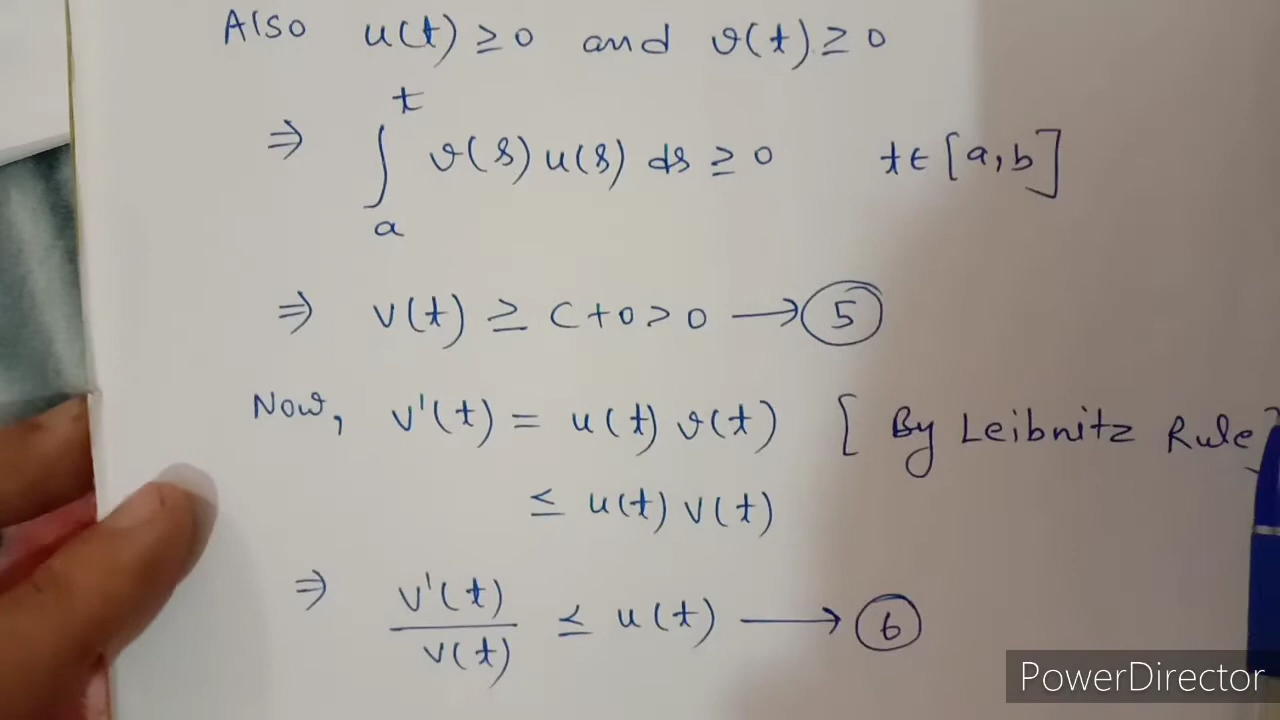 Also u(t) ≥ 0 and ϑ(t) ≥ 0
⇒ ∫ₐᵗ ϑ(s) u(s) ds ≥ 0 t ∈ [a, b]
⇒ V(t) ≥ C + 0 > 0 → (5)
Now, V'(t) = u(t) ϑ(t) [By Leibnitz Rule]
≤ u(t) V(t)
⇒ V'(t)/V(t) ≤ u(t) → (6)
PowerDirector